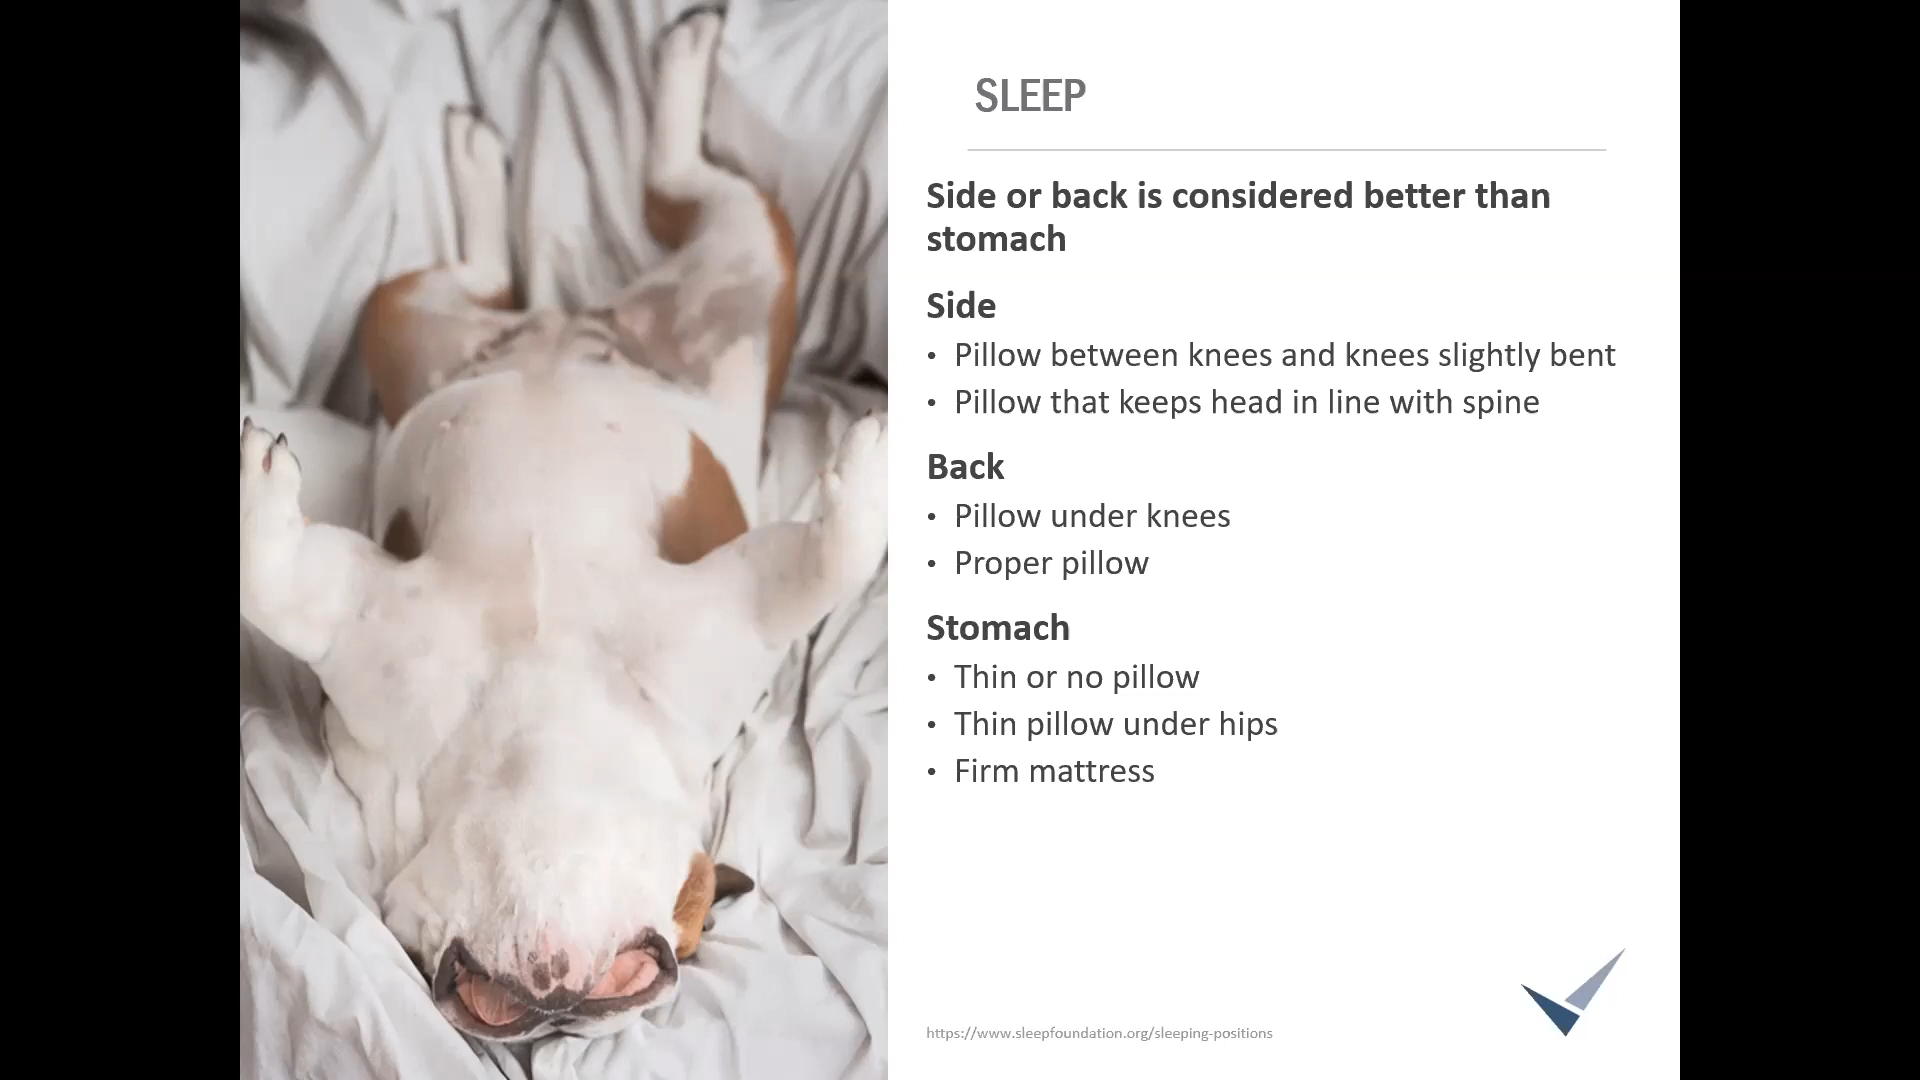 SLEEP
Side or back is considered better than
stomach
Side
• Pillow between knees and knees slightly bent
• Pillow that keeps head in line with spine
Back
• Pillow under knees
• Proper pillow
Stomach
• Thin or no pillow
• Thin pillow under hips
• Firm mattress
https://www.sleepfoundation.org/sleeping-positions